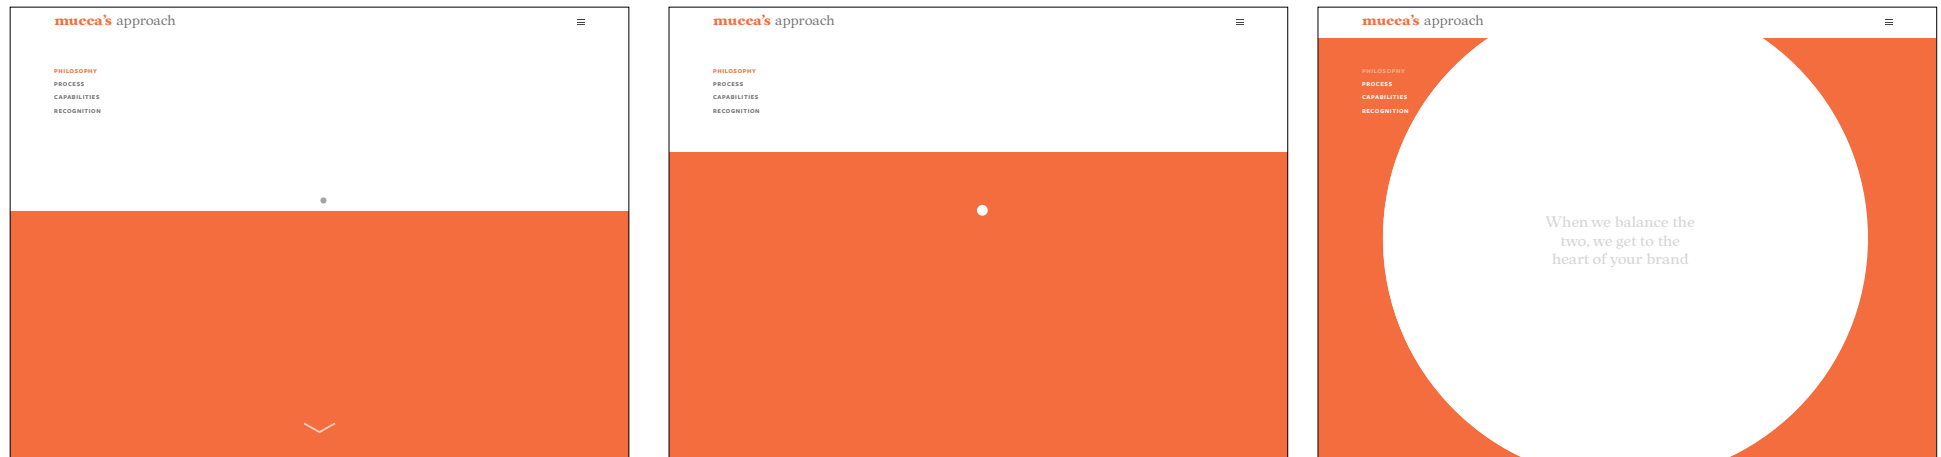 mucca's approach
PHILOSOPHY
PROCESS
CAPABILITIES
RECOGNITION
mucca's approach
PHILOSOPHY
PROCESS
CAPABILITIES
RECOGNITION
mucca's approach
PHILOSOPHY
PROCESS
CAPABILITIES
RECOGNITION
When we balance the
two, we get to the
heart of your brand